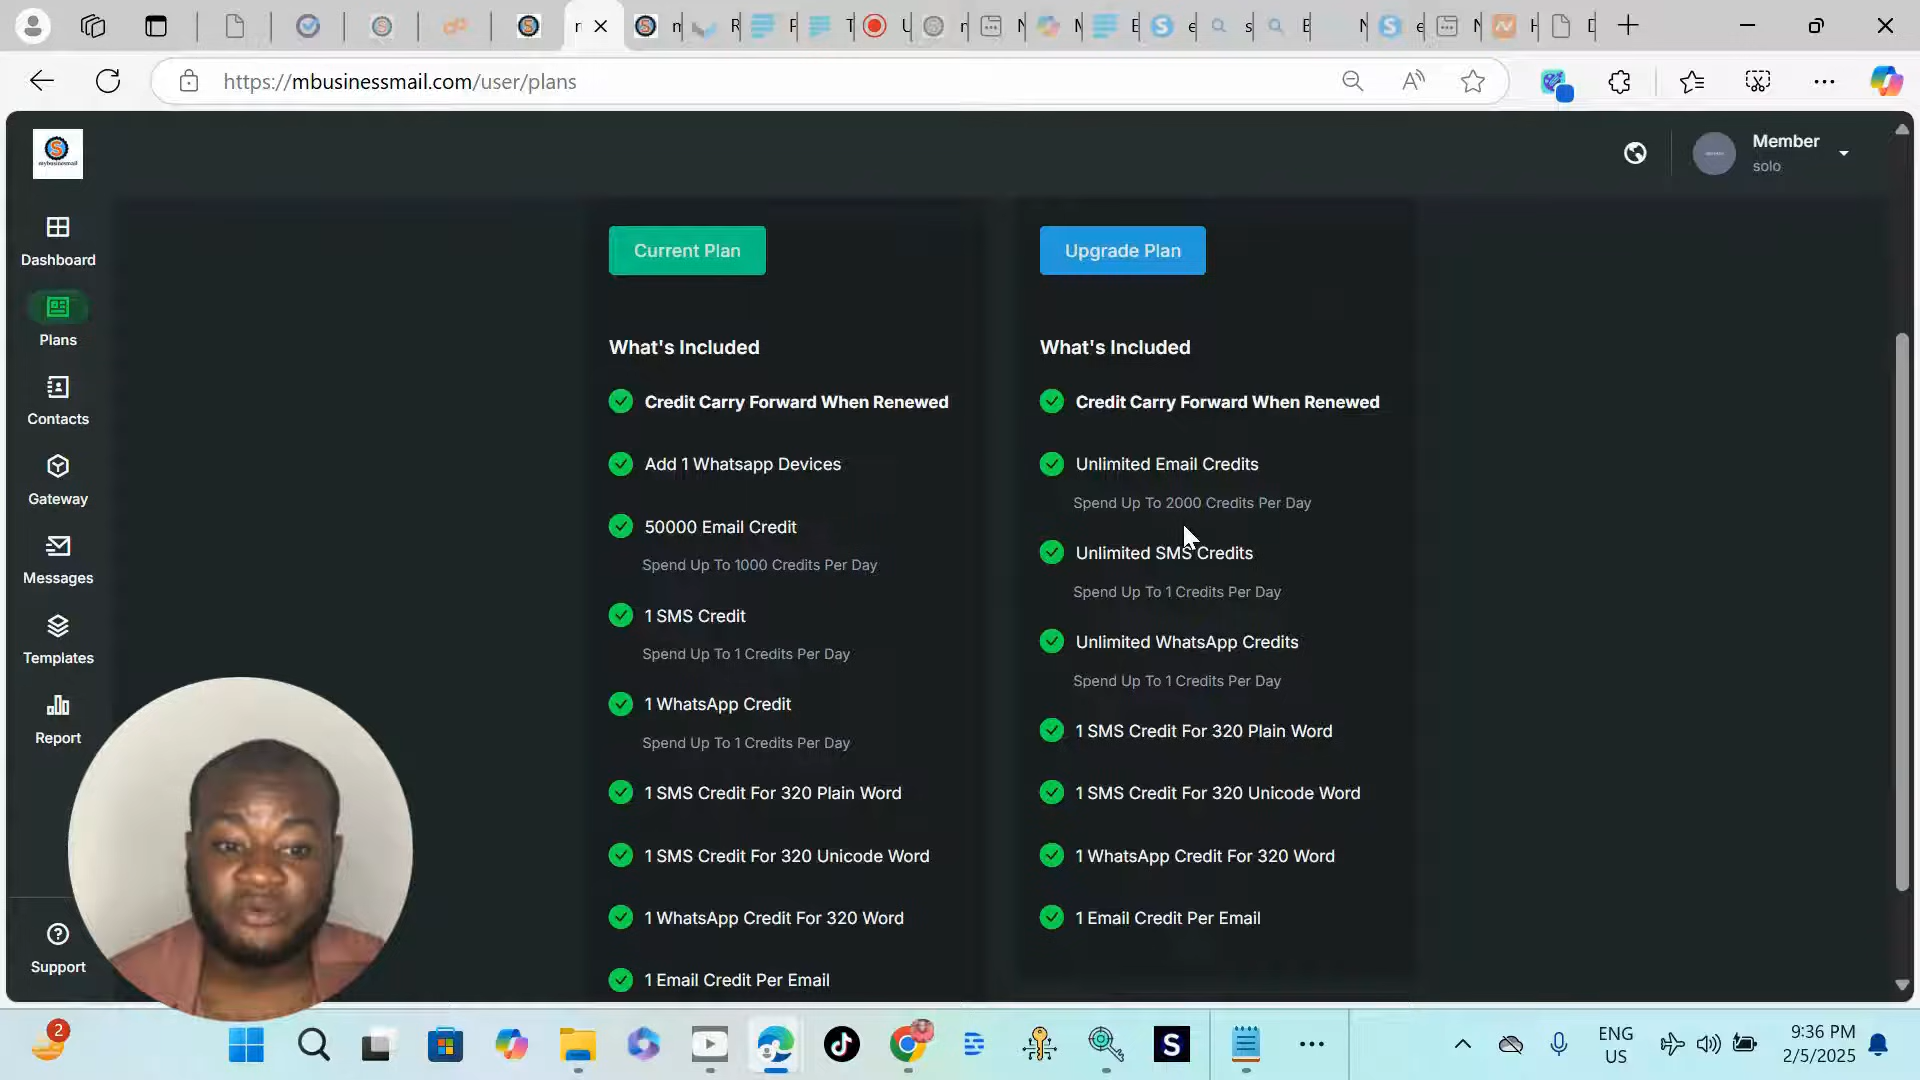 https://mbusinessmail.com/user/plans
Member
solo
Dashboard
Plans
Contacts
Gateway
Messages
Templates
Report
Support
Current Plan
What's Included
Credit Carry Forward When Renewed
Add 1 Whatsapp Devices
50000 Email Credit
Spend Up To 1000 Credits Per Day
1 SMS Credit
Spend Up To 1 Credits Per Day
1 WhatsApp Credit
Spend Up To 1 Credits Per Day
1 SMS Credit For 320 Plain Word
1 SMS Credit For 320 Unicode Word
1 WhatsApp Credit For 320 Word
1 Email Credit Per Email
Upgrade Plan
What's Included
Credit Carry Forward When Renewed
Unlimited Email Credits
Spend Up To 2000 Credits Per Day
Unlimited SMS Credits
Spend Up To 1 Credits Per Day
Unlimited WhatsApp Credits
Spend Up To 1 Credits Per Day
1 SMS Credit For 320 Plain Word
1 SMS Credit For 320 Unicode Word
1 WhatsApp Credit For 320 Word
1 Email Credit Per Email
2
ENG
US
9:36 PM
2/5/2025